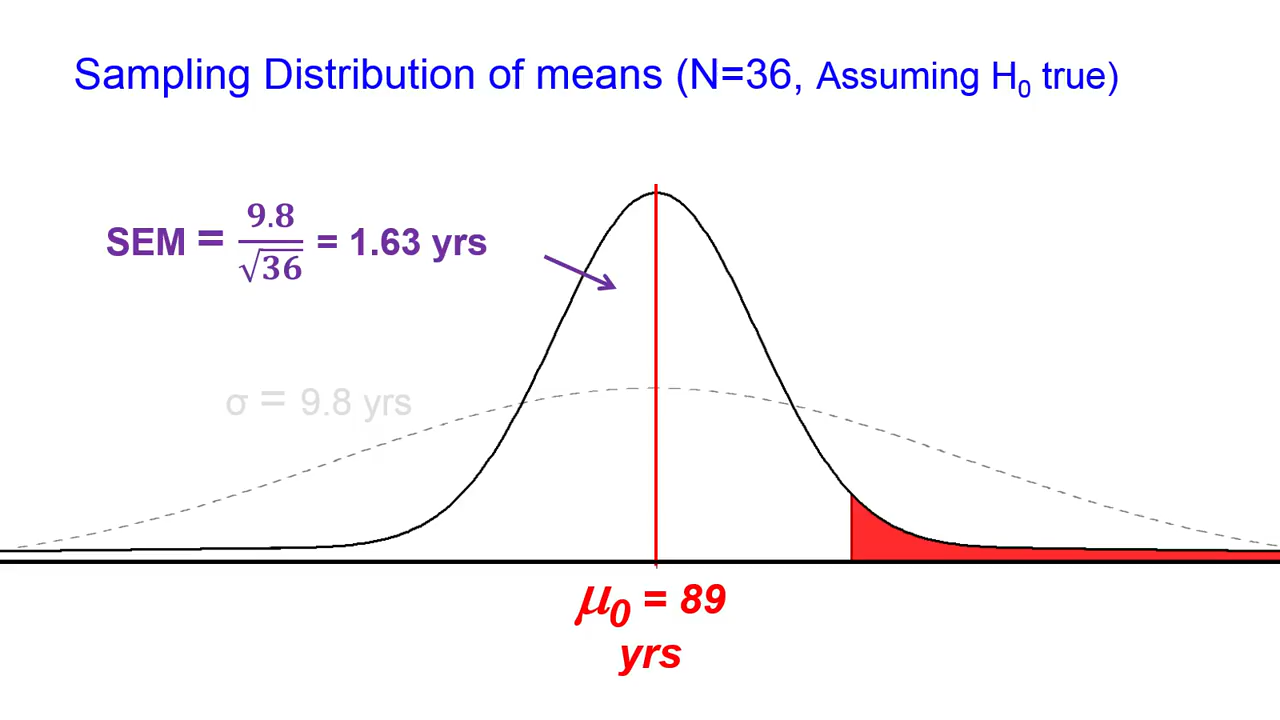 Sampling Distribution of means (N=36, Assuming H₀ true)
SEM = 9.8/√36 = 1.63 yrs
σ = 9.8 yrs
μ₀ = 89
yrs